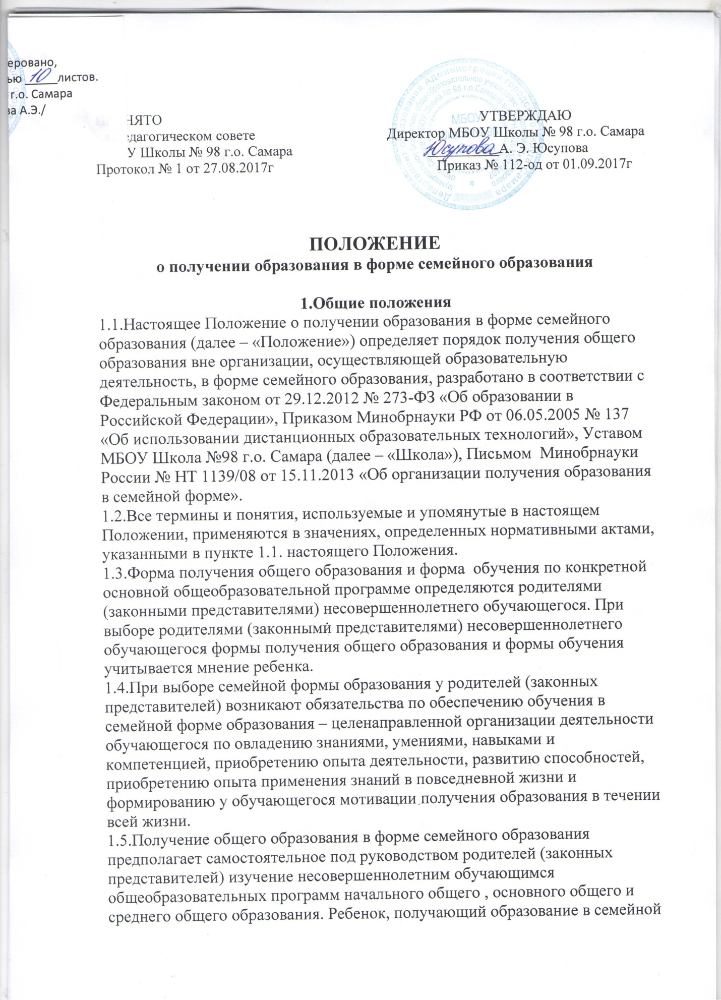 еровано,
ью 10 листов.
г.о. Самара
ва А.Э./
НЯТО
едагогическом совете
У Школы № 98 г.о. Самара
Протокол № 1 от 27.08.2017г
УТВЕРЖДАЮ
Директор МБОУ Школы № 98 г.о. Самара
Юсупова А. Э. Юсупова
Приказ № 112-од от 01.09.2017г
МБОУ
ПОЛОЖЕНИЕ
о получении образования в форме семейного образования
1.Общие положения
1.1.Настоящее Положение о получении образования в форме семейного
образования (далее – «Положение») определяет порядок получения общего
образования вне организации, осуществляющей образовательную
деятельность, в форме семейного образования, разработано в соответствии с
Федеральным законом от 29.12.2012 № 273-ФЗ «Об образовании в
Российской Федерации», Приказом Минобрнауки РФ от 06.05.2005 № 137
«Об использовании дистанционных образовательных технологий», Уставом
МБОУ Школа №98 г.о. Самара (далее – «Школа»), Письмом Минобрнауки
России № НТ 1139/08 от 15.11.2013 «Об организации получения образования
в семейной форме».
1.2.Все термины и понятия, используемые и упомянутые в настоящем
Положении, применяются в значениях, определенных нормативными актами,
указанными в пункте 1.1. настоящего Положения.
1.3.Форма получения общего образования и форма обучения по конкретной
основной общеобразовательной программе определяются родителями
(законными представителями) несовершеннолетнего обучающегося. При
выборе родителями (законными представителями) несовершеннолетнего
обучающегося формы получения общего образования и формы обучения
учитывается мнение ребенка.
1.4.При выборе семейной формы образования у родителей (законных
представителей) возникают обязательства по обеспечению обучения в
семейной форме образования – целенаправленной организации деятельности
обучающегося по овладению знаниями, умениями, навыками и
компетенцией, приобретению опыта деятельности, развитию способностей,
приобретению опыта применения знаний в повседневной жизни и
формированию у обучающегося мотивации получения образования в течении
всей жизни.
1.5.Получение общего образования в форме семейного образования
предполагает самостоятельное под руководством родителей (законных
представителей) изучение несовершеннолетним обучающимся
общеобразовательных программ начального общего , основного общего и
среднего общего образования. Ребенок, получающий образование в семейной